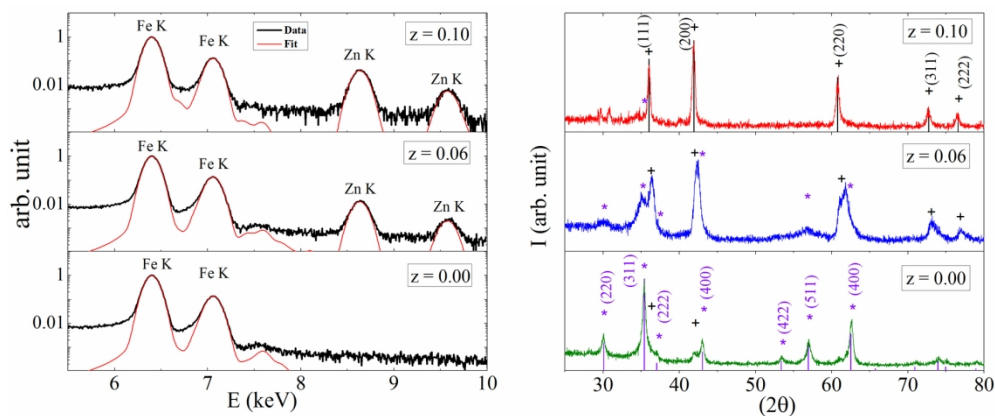 Fe K
Fe K
Data
Fit
z = 0.10
Zn K
Zn K
1
0.01
Fe K
Fe K
z = 0.06
Zn K
Zn K
1
0.01
Fe K
Fe K
z = 0.00
1
0.01
arb. unit
6 7 8 9 10
E (keV)
+ (111)
(200) +
+ (220)
z = 0.10
+ (311)
+ (222)
*
z = 0.06
* * + * + * * + * + +
z = 0.00
* (220)
(311) *
+
* (222)
+
* (400)
* (422)
* (511)
* (400)
I (arb. unit)
30 40 50 60 70 80
(2θ)